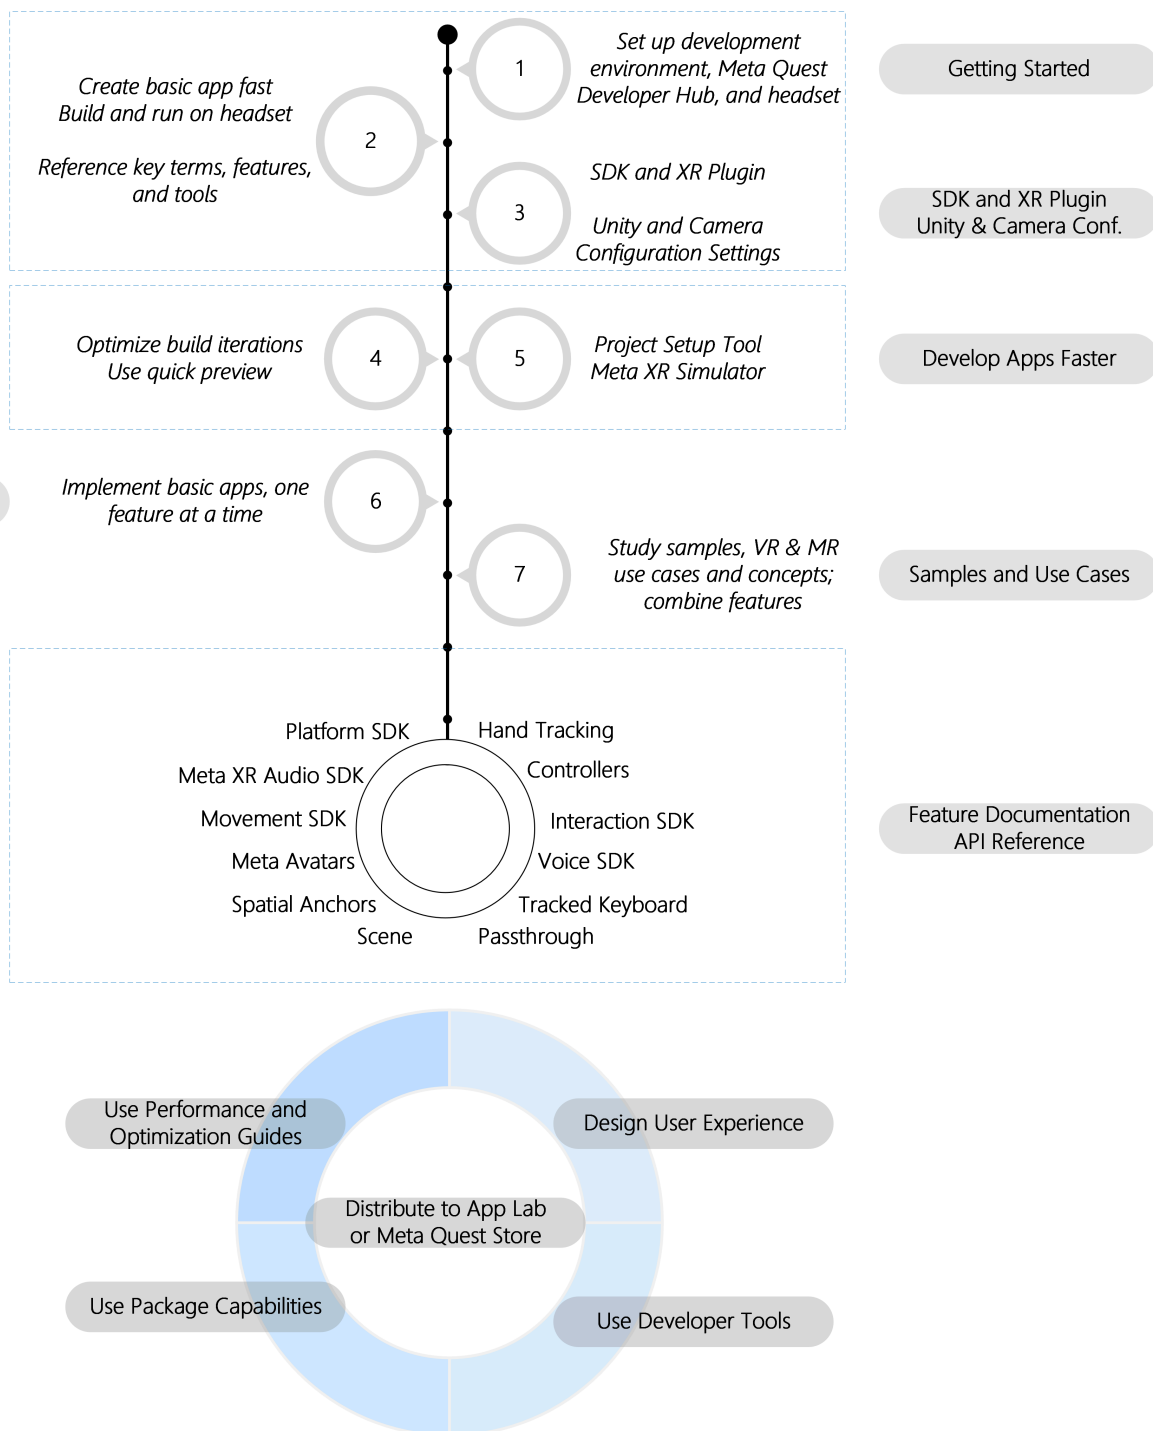 1
Set up development
environment, Meta Quest
Developer Hub, and headset
Getting Started
Create basic app fast
Build and run on headset
Reference key terms, features,
and tools
2
3
SDK and XR Plugin
Unity and Camera
Configuration Settings
SDK and XR Plugin
Unity & Camera Conf.
Optimize build iterations
Use quick preview
4
5
Project Setup Tool
Meta XR Simulator
Develop Apps Faster
Implement basic apps, one
feature at a time
6
7
Study samples, VR & MR
use cases and concepts;
combine features
Samples and Use Cases
Platform SDK
Hand Tracking
Meta XR Audio SDK
Controllers
Movement SDK
Interaction SDK
Meta Avatars
Voice SDK
Spatial Anchors
Tracked Keyboard
Scene
Passthrough
Feature Documentation
API Reference
Use Performance and
Optimization Guides
Design User Experience
Distribute to App Lab
or Meta Quest Store
Use Package Capabilities
Use Developer Tools